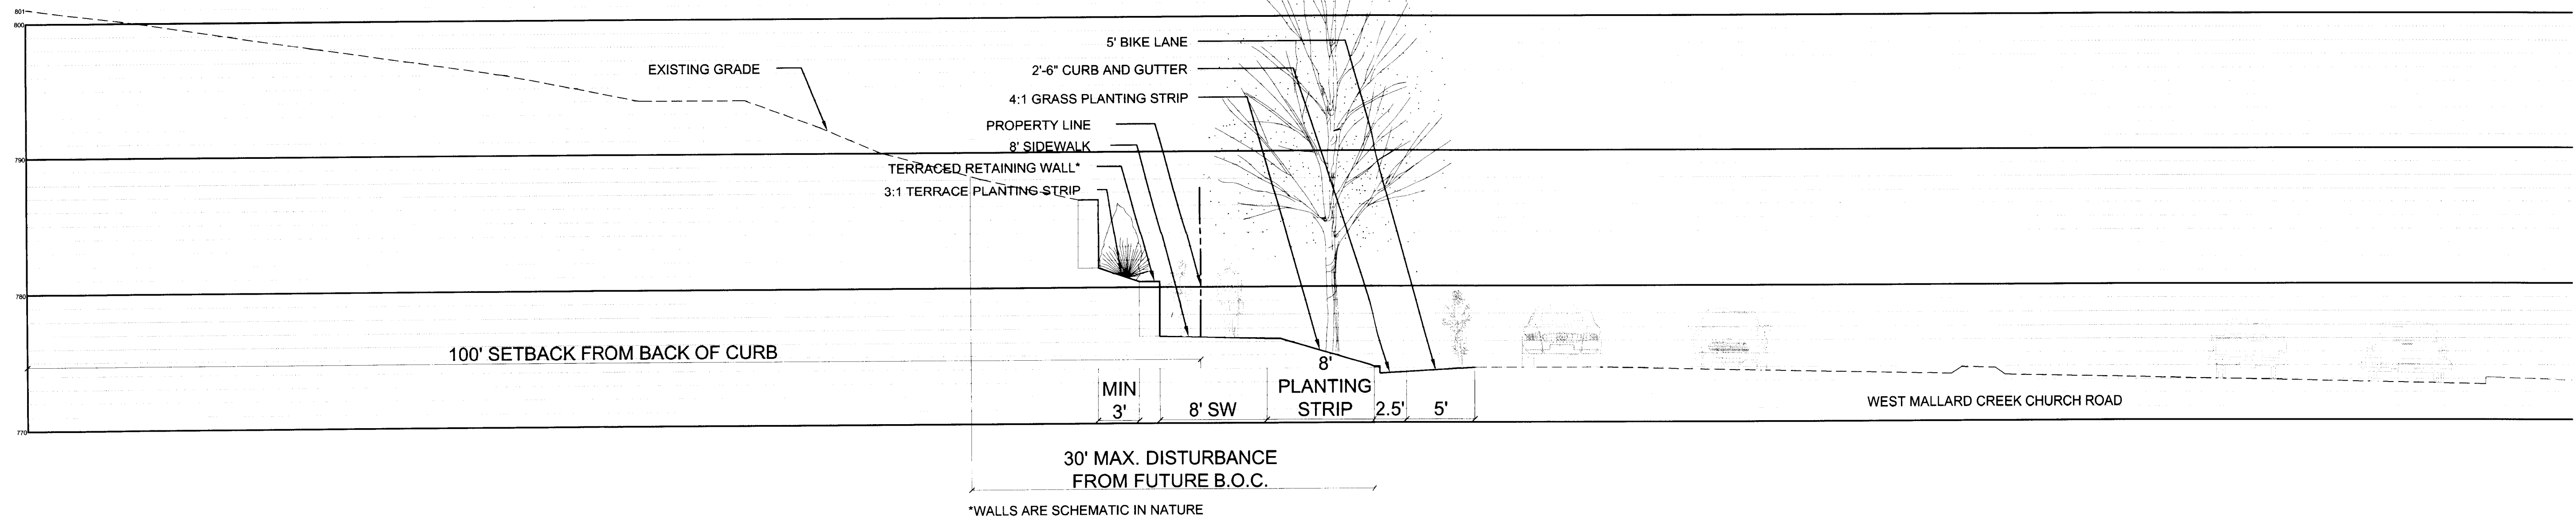 801
800
5' BIKE LANE
EXISTING GRADE
2'-6" CURB AND GUTTER
4:1 GRASS PLANTING STRIP
PROPERTY LINE
8' SIDEWALK
790
TERRACED RETAINING WALL*
3:1 TERRACE PLANTING STRIP
780
100' SETBACK FROM BACK OF CURB
MIN
3'
8' SW
8'
PLANTING
STRIP
2.5'
5'
WEST MALLARD CREEK CHURCH ROAD
770
30' MAX. DISTURBANCE
FROM FUTURE B.O.C.
*WALLS ARE SCHEMATIC IN NATURE